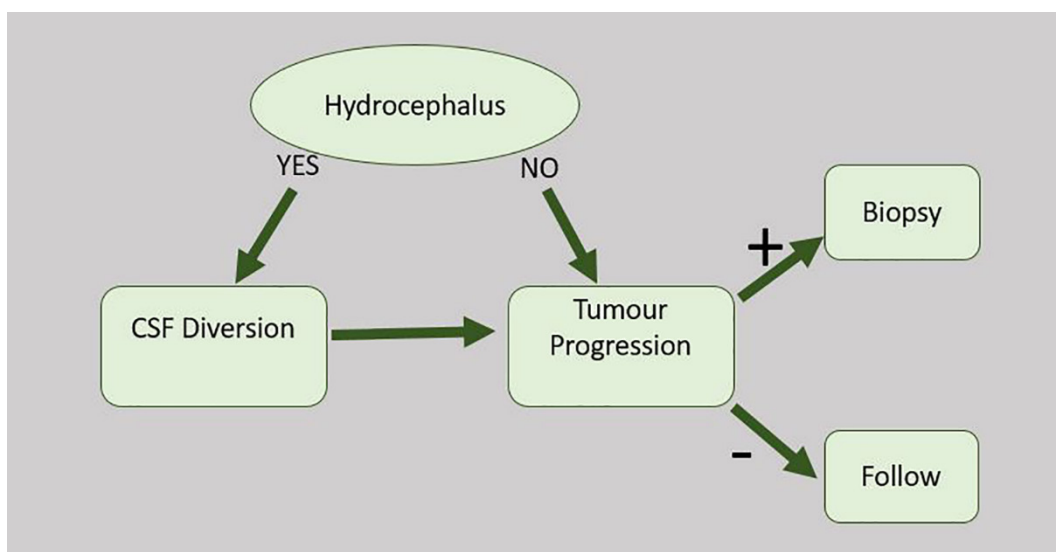 Hydrocephalus
YES
NO
CSF Diversion
Tumour
Progression
+
Biopsy
-
Follow